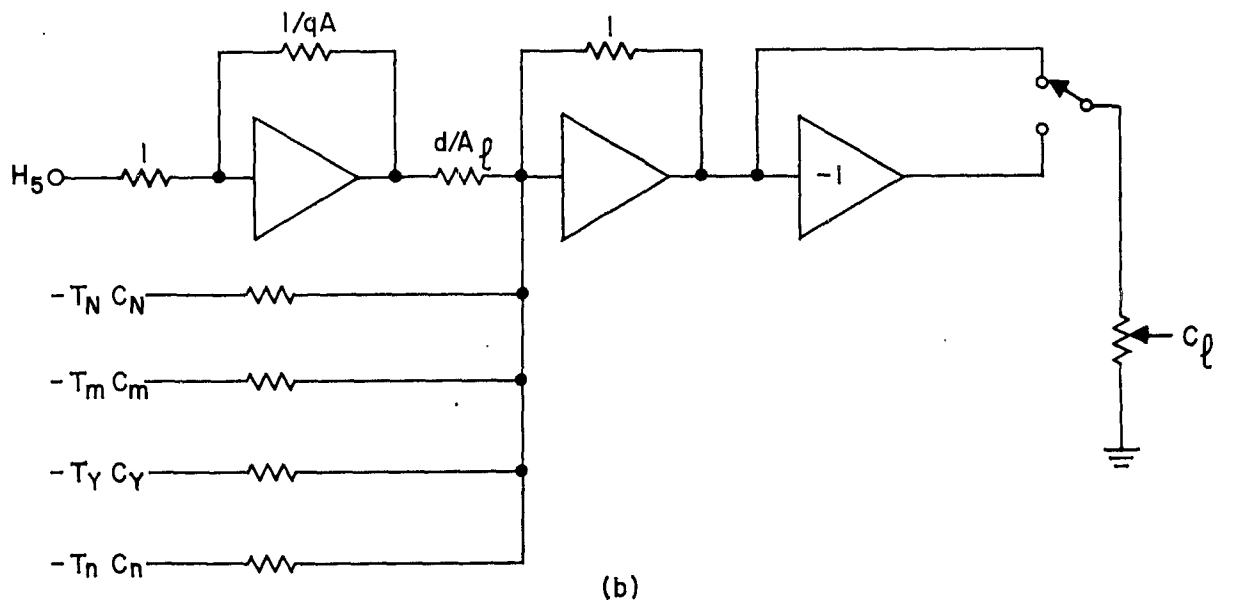 1/qA
1
1
d/Aℓ
H5
-1
-TN CN
-Tm Cm
Cℓ
-TY CY
-Tn Cn
(b)